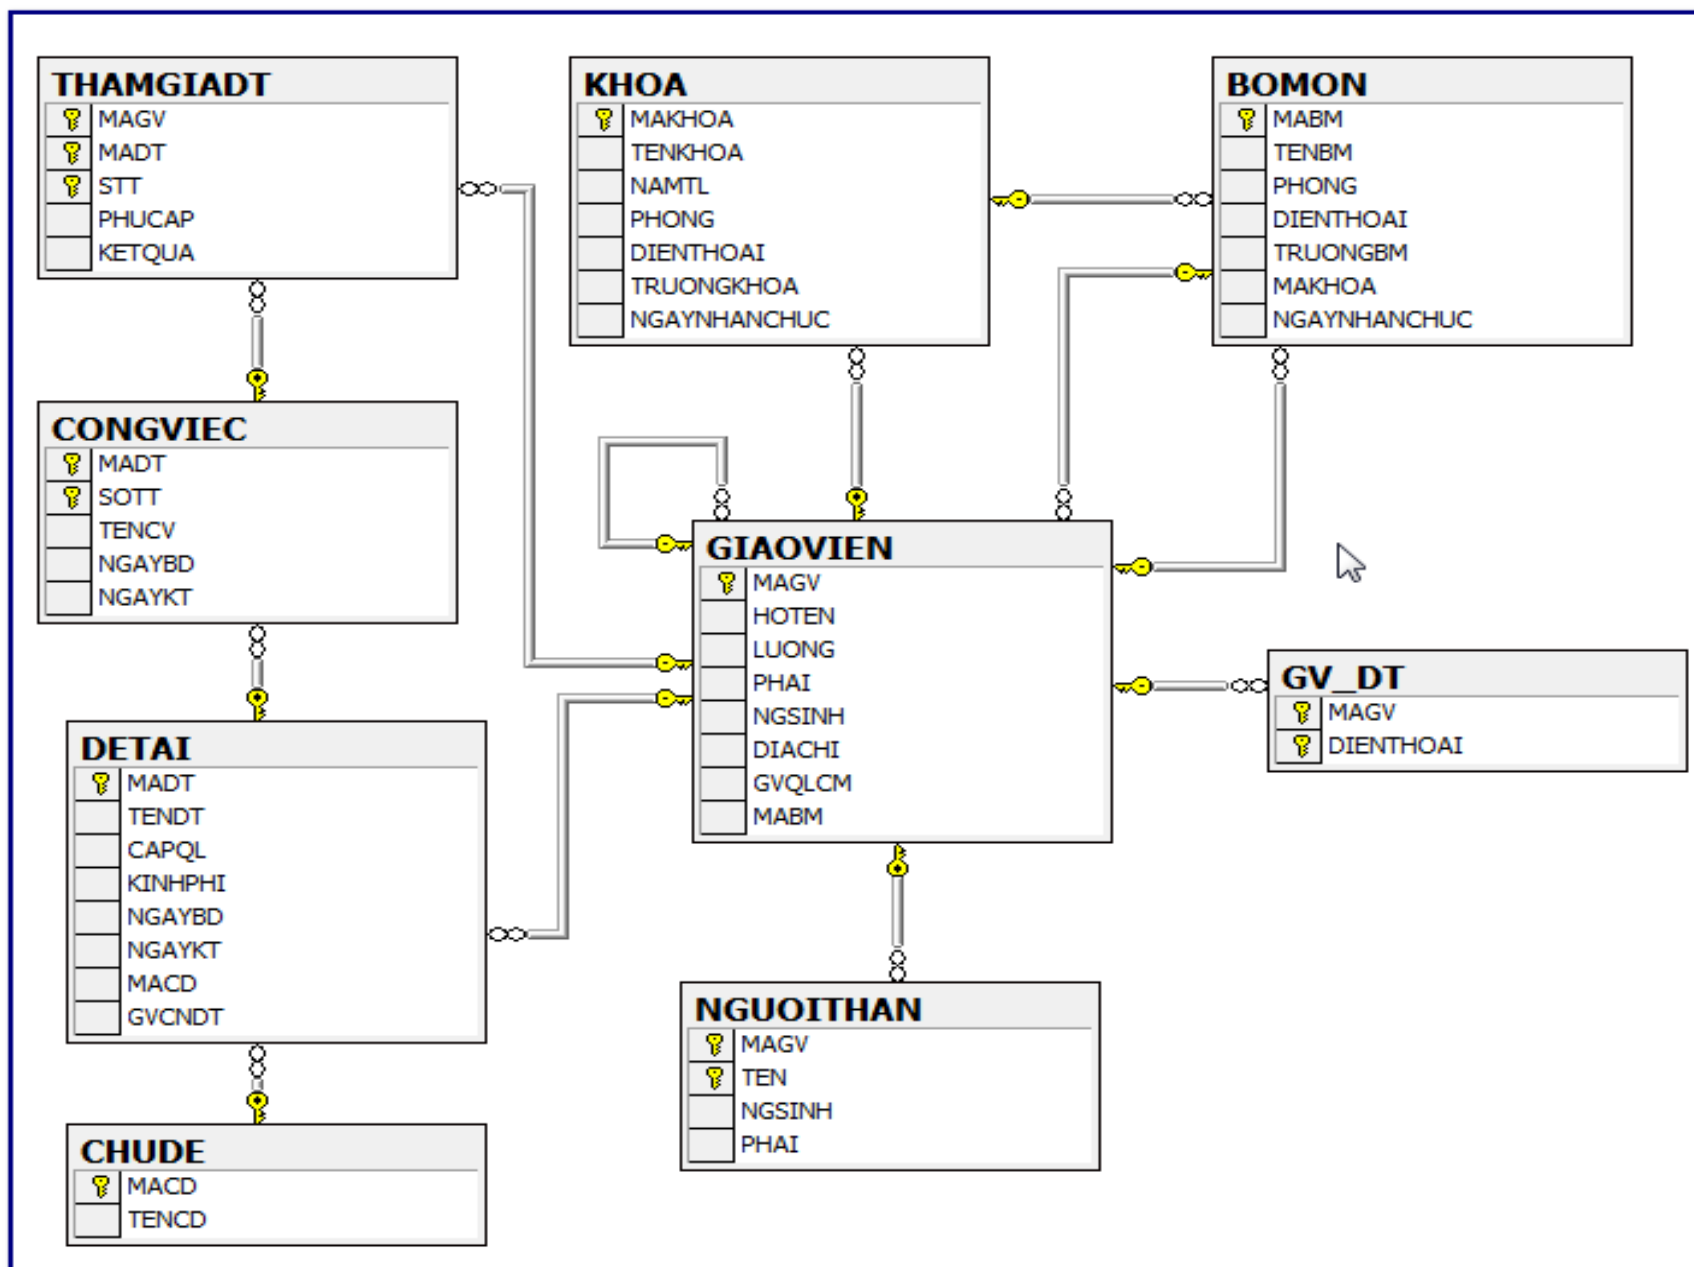 THAMGIADT
MAGV
MADT
STT
PHUCAP
KETQUA
KHOA
MAKHOA
TENKHOA
NAMTL
PHONG
DIENTHOAI
TRUONGKHOA
NGAYNHANCHUC
BOMON
MABM
TENBM
PHONG
DIENTHOAI
TRUONGBM
MAKHOA
NGAYNHANCHUC
CONGVIEC
MADT
SOTT
TENCV
NGAYBD
NGAYKT
GIAOVIEN
MAGV
HOTEN
LUONG
PHAI
NGSINH
DIACHI
GVQLCM
MABM
GV_DT
MAGV
DIENTHOAI
DETAI
MADT
TENDT
CAPQL
KINHPHI
NGAYBD
NGAYKT
MACD
GVCNDT
NGUOITHAN
MAGV
TEN
NGSINH
PHAI
CHUDE
MACD
TENCD